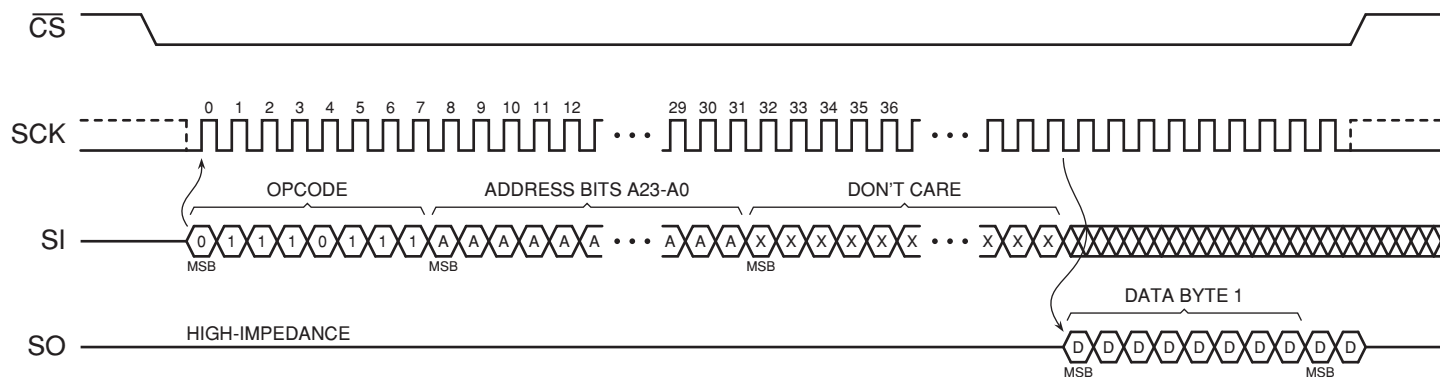 CS
0 1 2 3 4 5 6 7 8 9 10 11 12 29 30 31 32 33 34 35 36
SCK
OPCODE ADDRESS BITS A23-A0 DON'T CARE
SI 0 1 1 1 0 1 1 1 A A A A A A A A A X X X X X X X X X
MSB MSB MSB
DATA BYTE 1
HIGH-IMPEDANCE
SO D D D D D D D D D D
MSB MSB